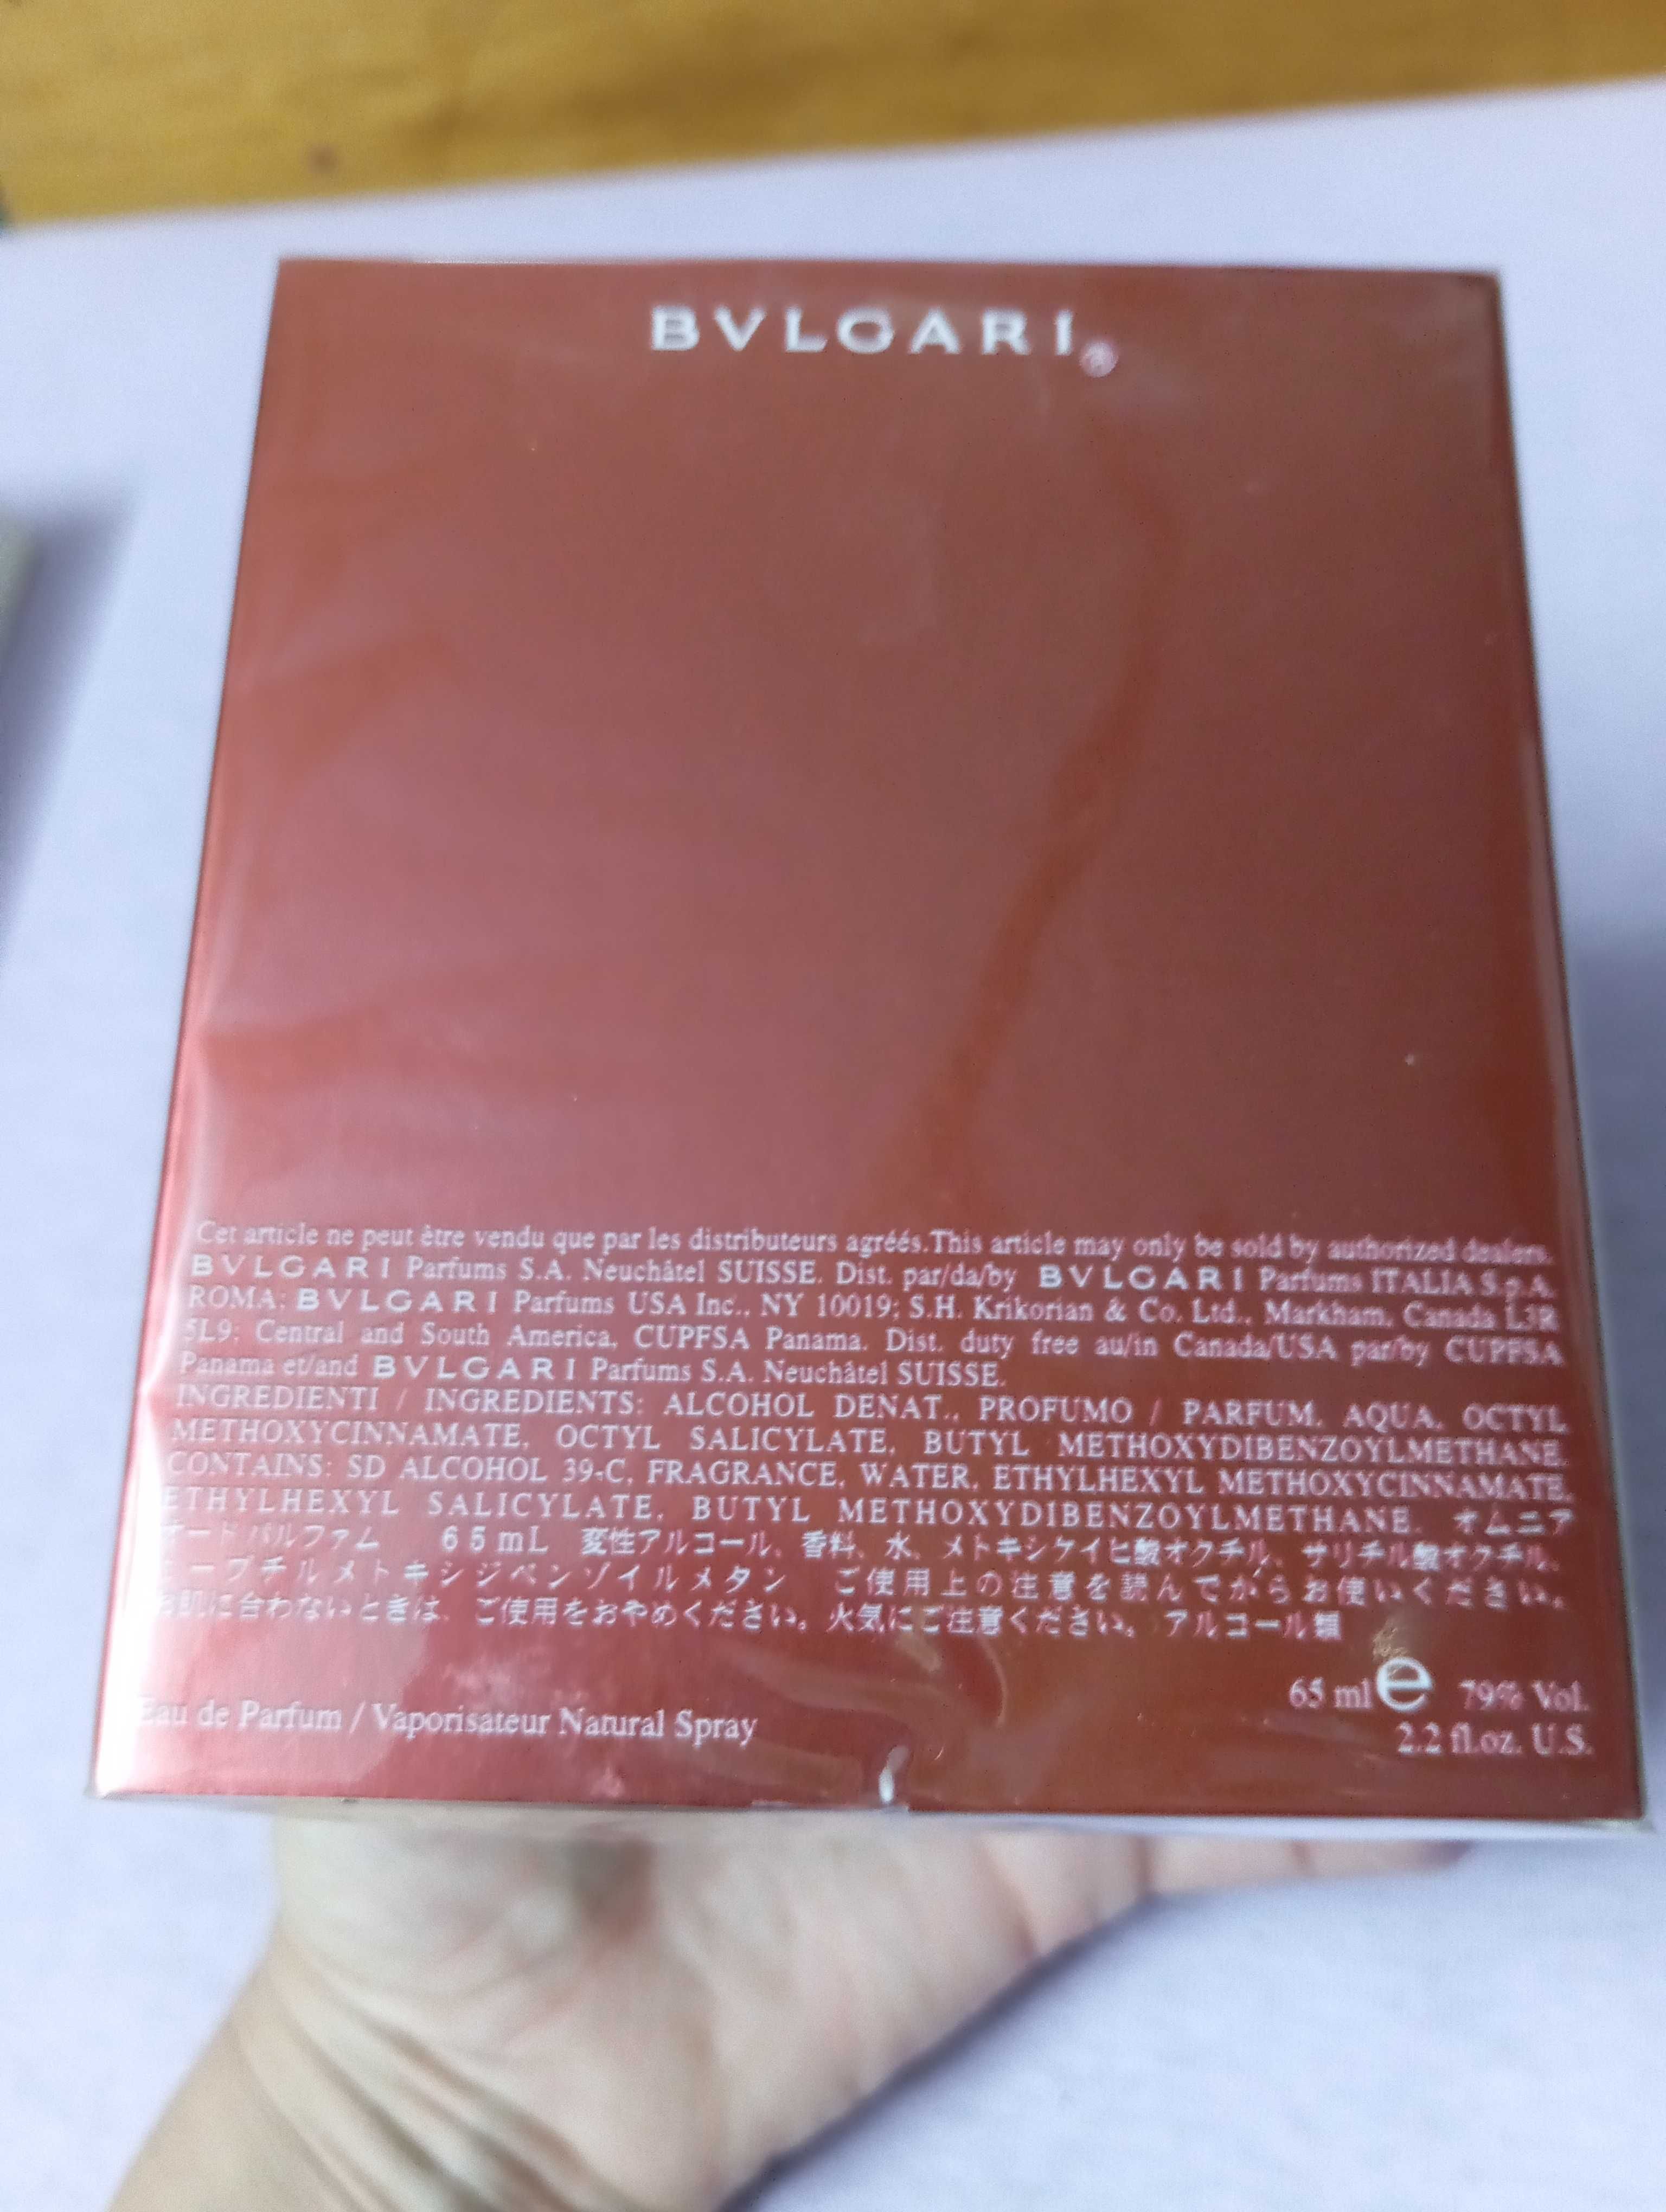 BVLGARI®
Cet article ne peut être vendu que par les distributeurs agréés.This article may only be sold by authorized dealers.
BVLGARI Parfums S.A. Neuchâtel SUISSE. Dist. par/da/by BVLGARI Parfums ITALIA S.p.A.
ROMA; BVLGARI Parfums USA Inc., NY 10019; S.H. Krikorian & Co. Ltd., Markham, Canada L3R
5L9; Central and South America, CUPFSA Panama. Dist. duty free au/in Canada/USA par/by CUPFSA
Panama et/and BVLGARI Parfums S.A. Neuchâtel SUISSE.
INGREDIENTI / INGREDIENTS: ALCOHOL DENAT., PROFUMO / PARFUM, AQUA, OCTYL
METHOXYCINNAMATE, OCTYL SALICYLATE, BUTYL METHOXYDIBENZOYLMETHANE.
CONTAINS: SD ALCOHOL 39-C, FRAGRANCE, WATER, ETHYLHEXYL METHOXYCINNAMATE,
ETHYLHEXYL SALICYLATE, BUTYL METHOXYDIBENZOYLMETHANE. オムニア
オードパルファム 65mL 変性アルコール、香料、水、メトキシケイヒ酸オクチル、サリチル酸オクチル、
ーブチルメトキシジベンゾイルメタン ご使用上の注意を読んでからお使いください。
お肌に合わないときは、ご使用をおやめください。火気にご注意ください。アルコール類
65 ml e 79% Vol.
Eau de Parfum / Vaporisateur Natural Spray
2.2 fl.oz. U.S.